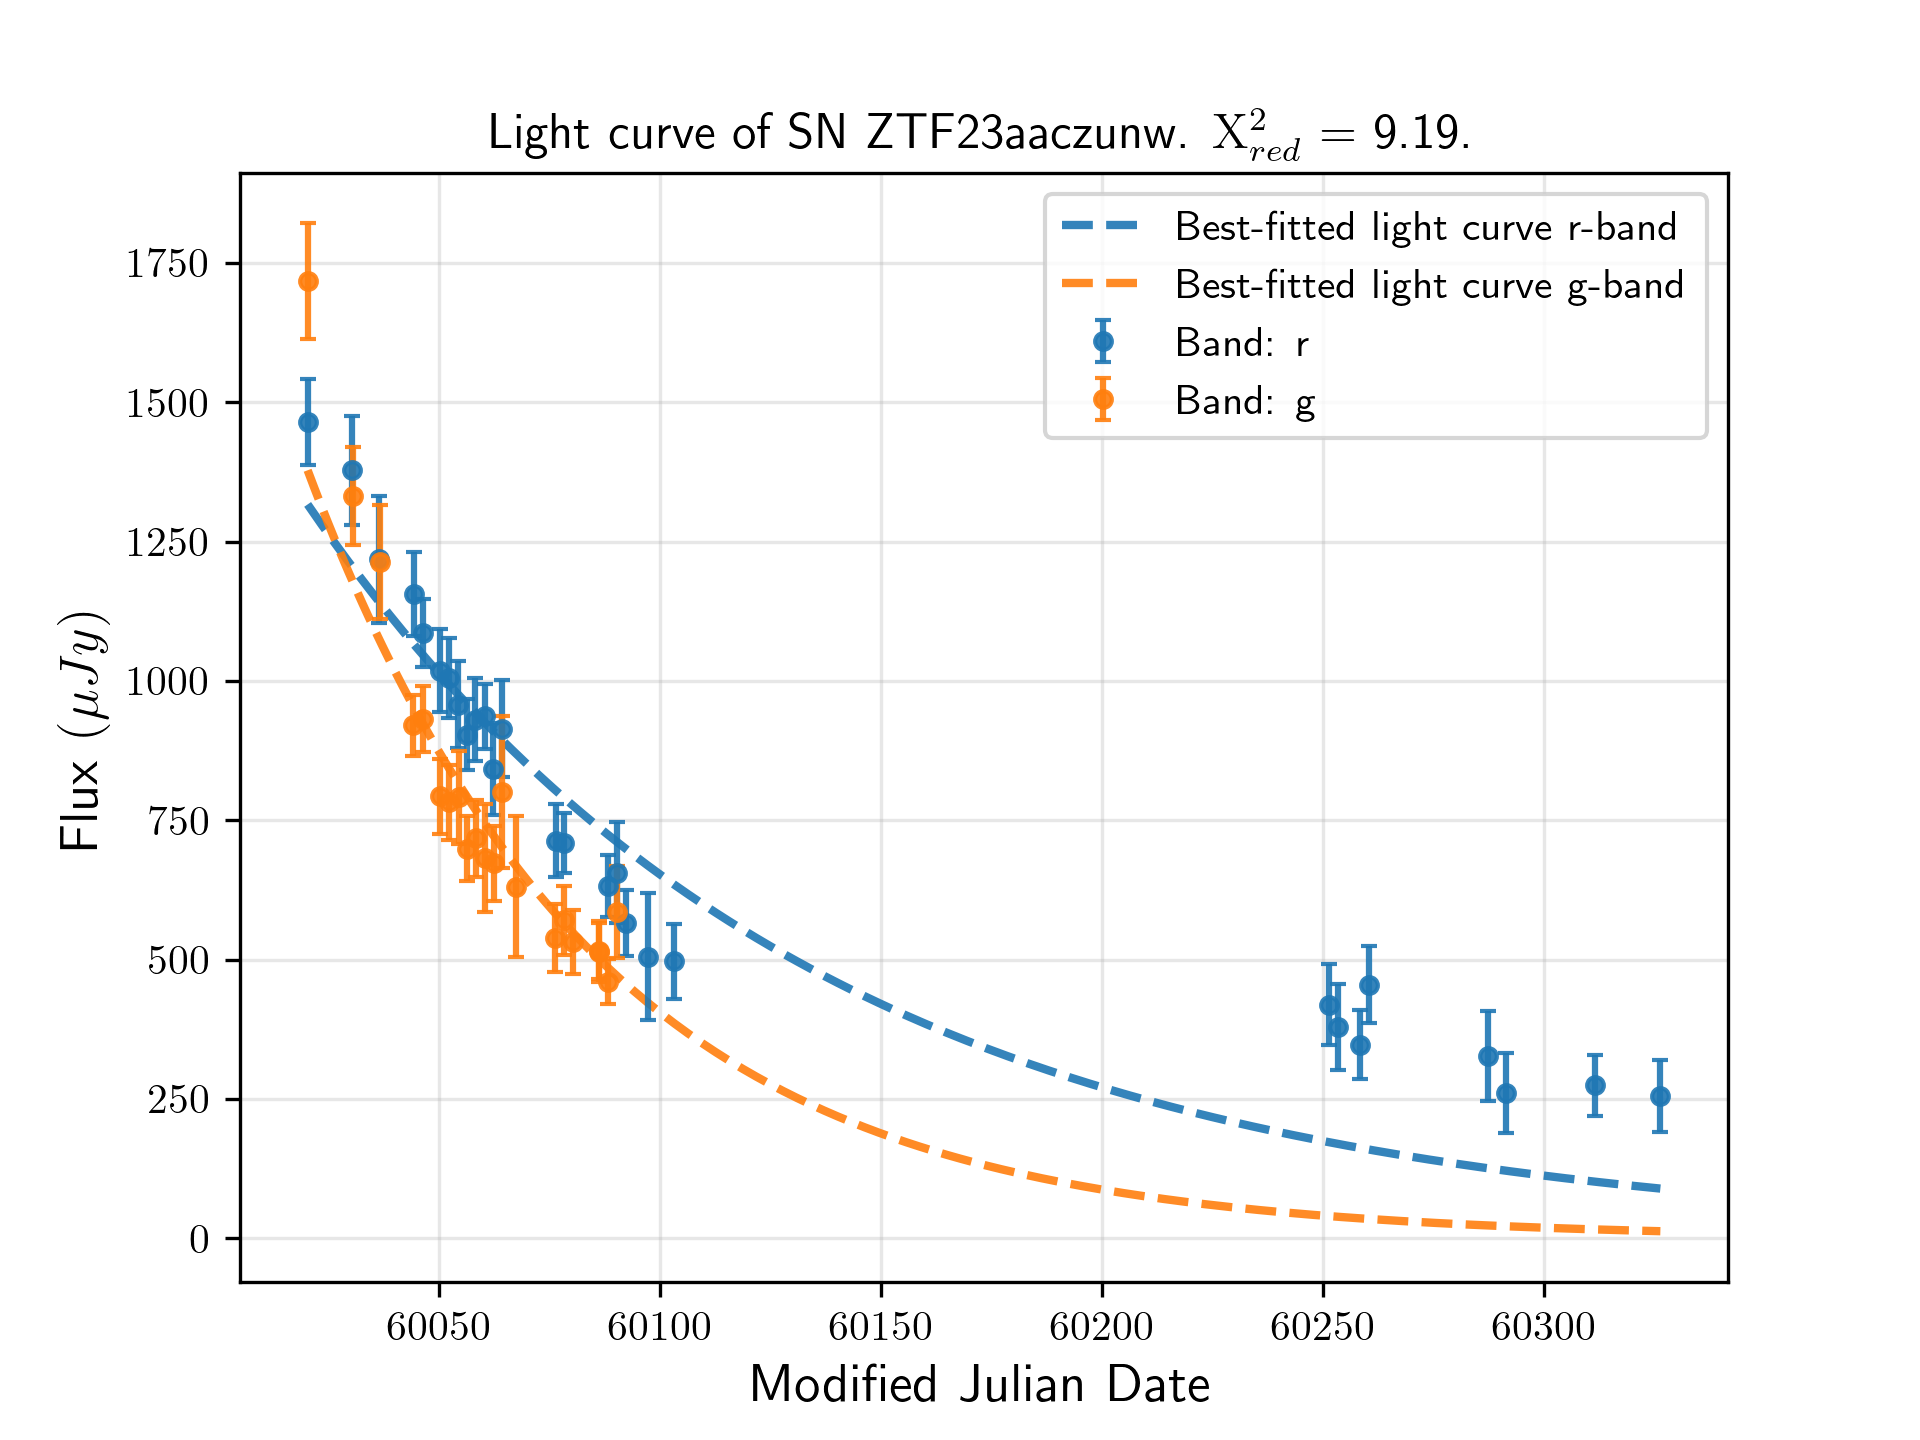 Light curve of SN ZTF23aaczunw. X²_red = 9.19.
Best-fitted light curve r-band
Best-fitted light curve g-band
Band: r
Band: g
Flux (μJy)
1750
1500
1250
1000
750
500
250
0
60050 60100 60150 60200 60250 60300
Modified Julian Date